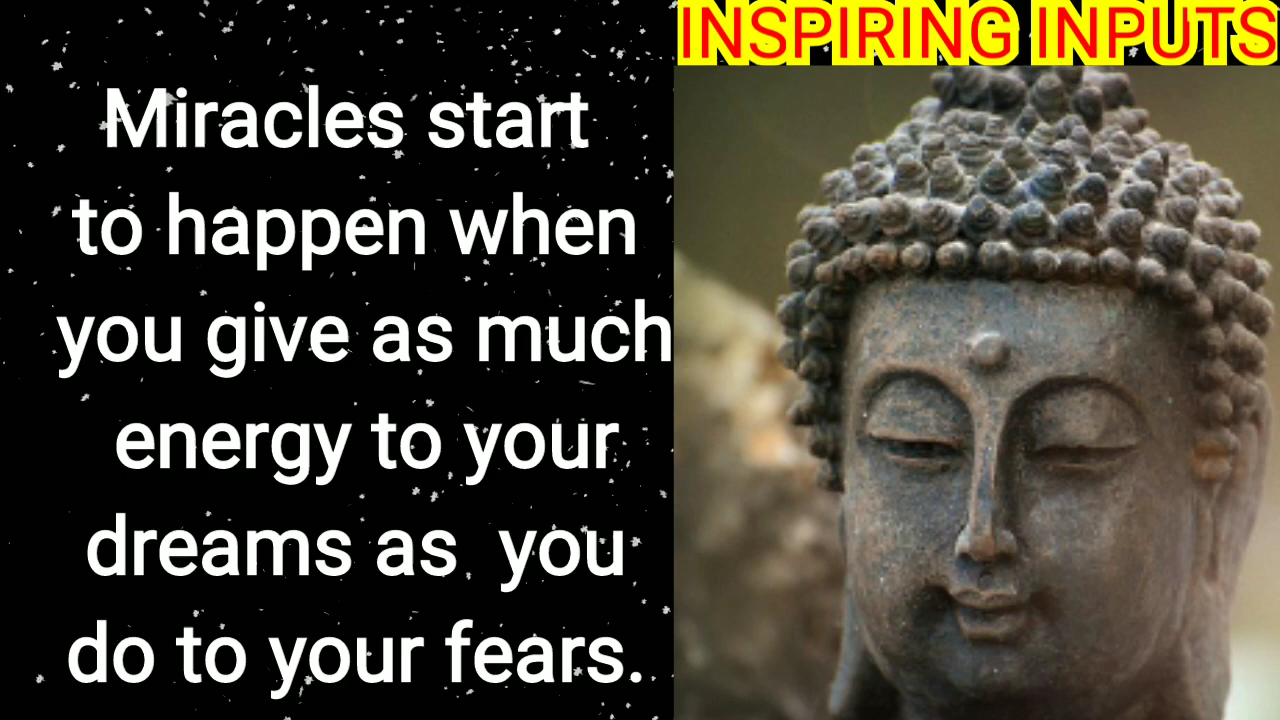 INSPIRING INPUTS
Miracles start
to happen when
you give as much
energy to your
dreams as you
do to your fears.